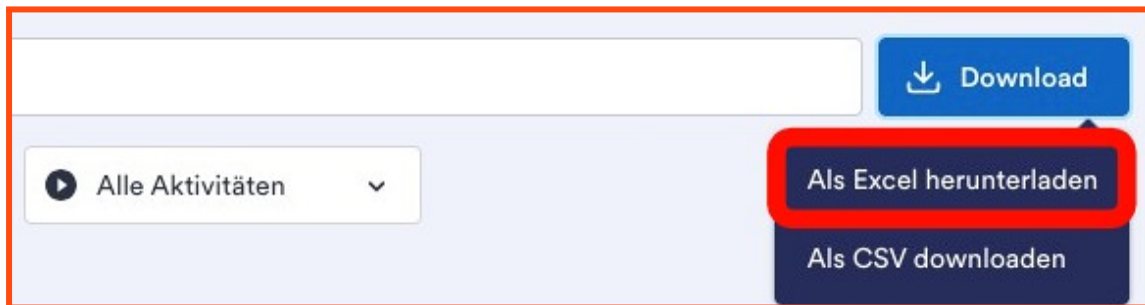 Download
Alle Aktivitäten
Als Excel herunterladen
Als CSV downloaden